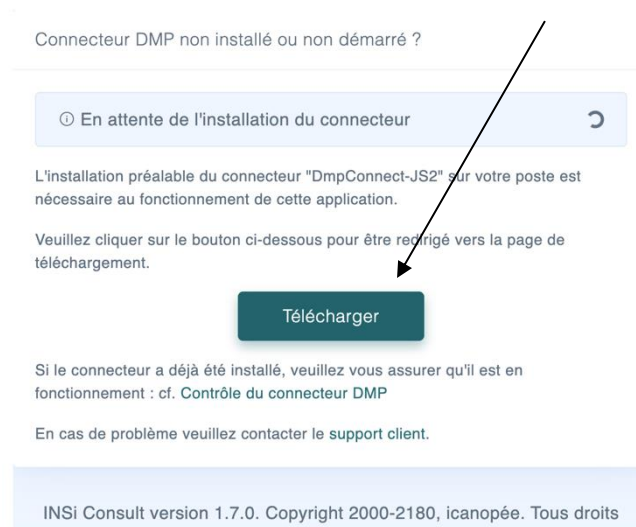 Connecteur DMP non installé ou non démarré ?
En attente de l'installation du connecteur
L'installation préalable du connecteur "DmpConnect-JS2" sur votre poste est
nécessaire au fonctionnement de cette application.
Veuillez cliquer sur le bouton ci-dessous pour être redirigé vers la page de
téléchargement.
Télécharger
Si le connecteur a déjà été installé, veuillez vous assurer qu'il est en
fonctionnement : cf. Contrôle du connecteur DMP
En cas de problème veuillez contacter le support client.
INSi Consult version 1.7.0. Copyright 2000-2180, icanopée. Tous droits